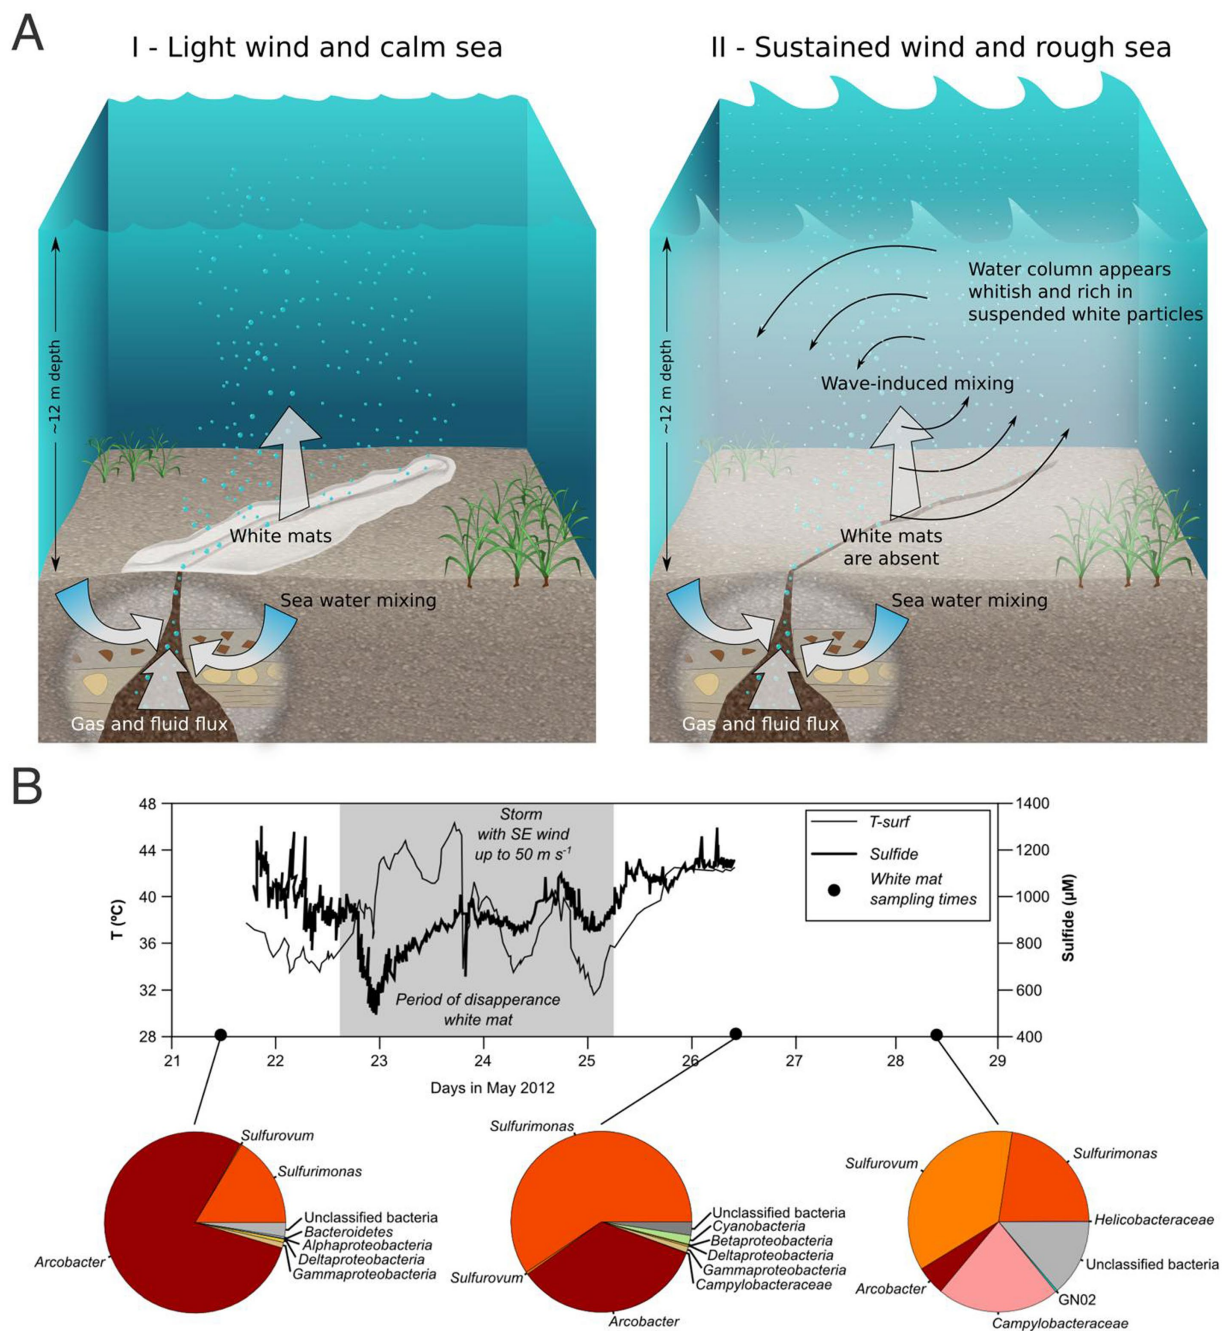 A
I - Light wind and calm sea
II - Sustained wind and rough sea
~12 m depth
White mats
Sea water mixing
Gas and fluid flux
~12 m depth
Water column appears
whitish and rich in
suspended white particles
Wave-induced mixing
White mats
are absent
Sea water mixing
Gas and fluid flux
B
T (ºC)
48
44
40
36
32
28
Storm
with SE wind
up to 50 m s-1
Period of disapperance
white mat
T-surf
Sulfide
White mat
sampling times
1400
1200
1000
800
600
400
Sulfide (µM)
21 22 23 24 25 26 27 28 29
Days in May 2012
Sulfurovum
Sulfurimonas
Unclassified bacteria
Bacteroidetes
Alphaproteobacteria
Deltaproteobacteria
Gammaproteobacteria
Arcobacter
Sulfurimonas
Unclassified bacteria
Cyanobacteria
Betaproteobacteria
Deltaproteobacteria
Gammaproteobacteria
Campylobacteraceae
Sulfurovum
Arcobacter
Sulfurovum
Sulfurimonas
Helicobacteraceae
Unclassified bacteria
GN02
Arcobacter
Campylobacteraceae